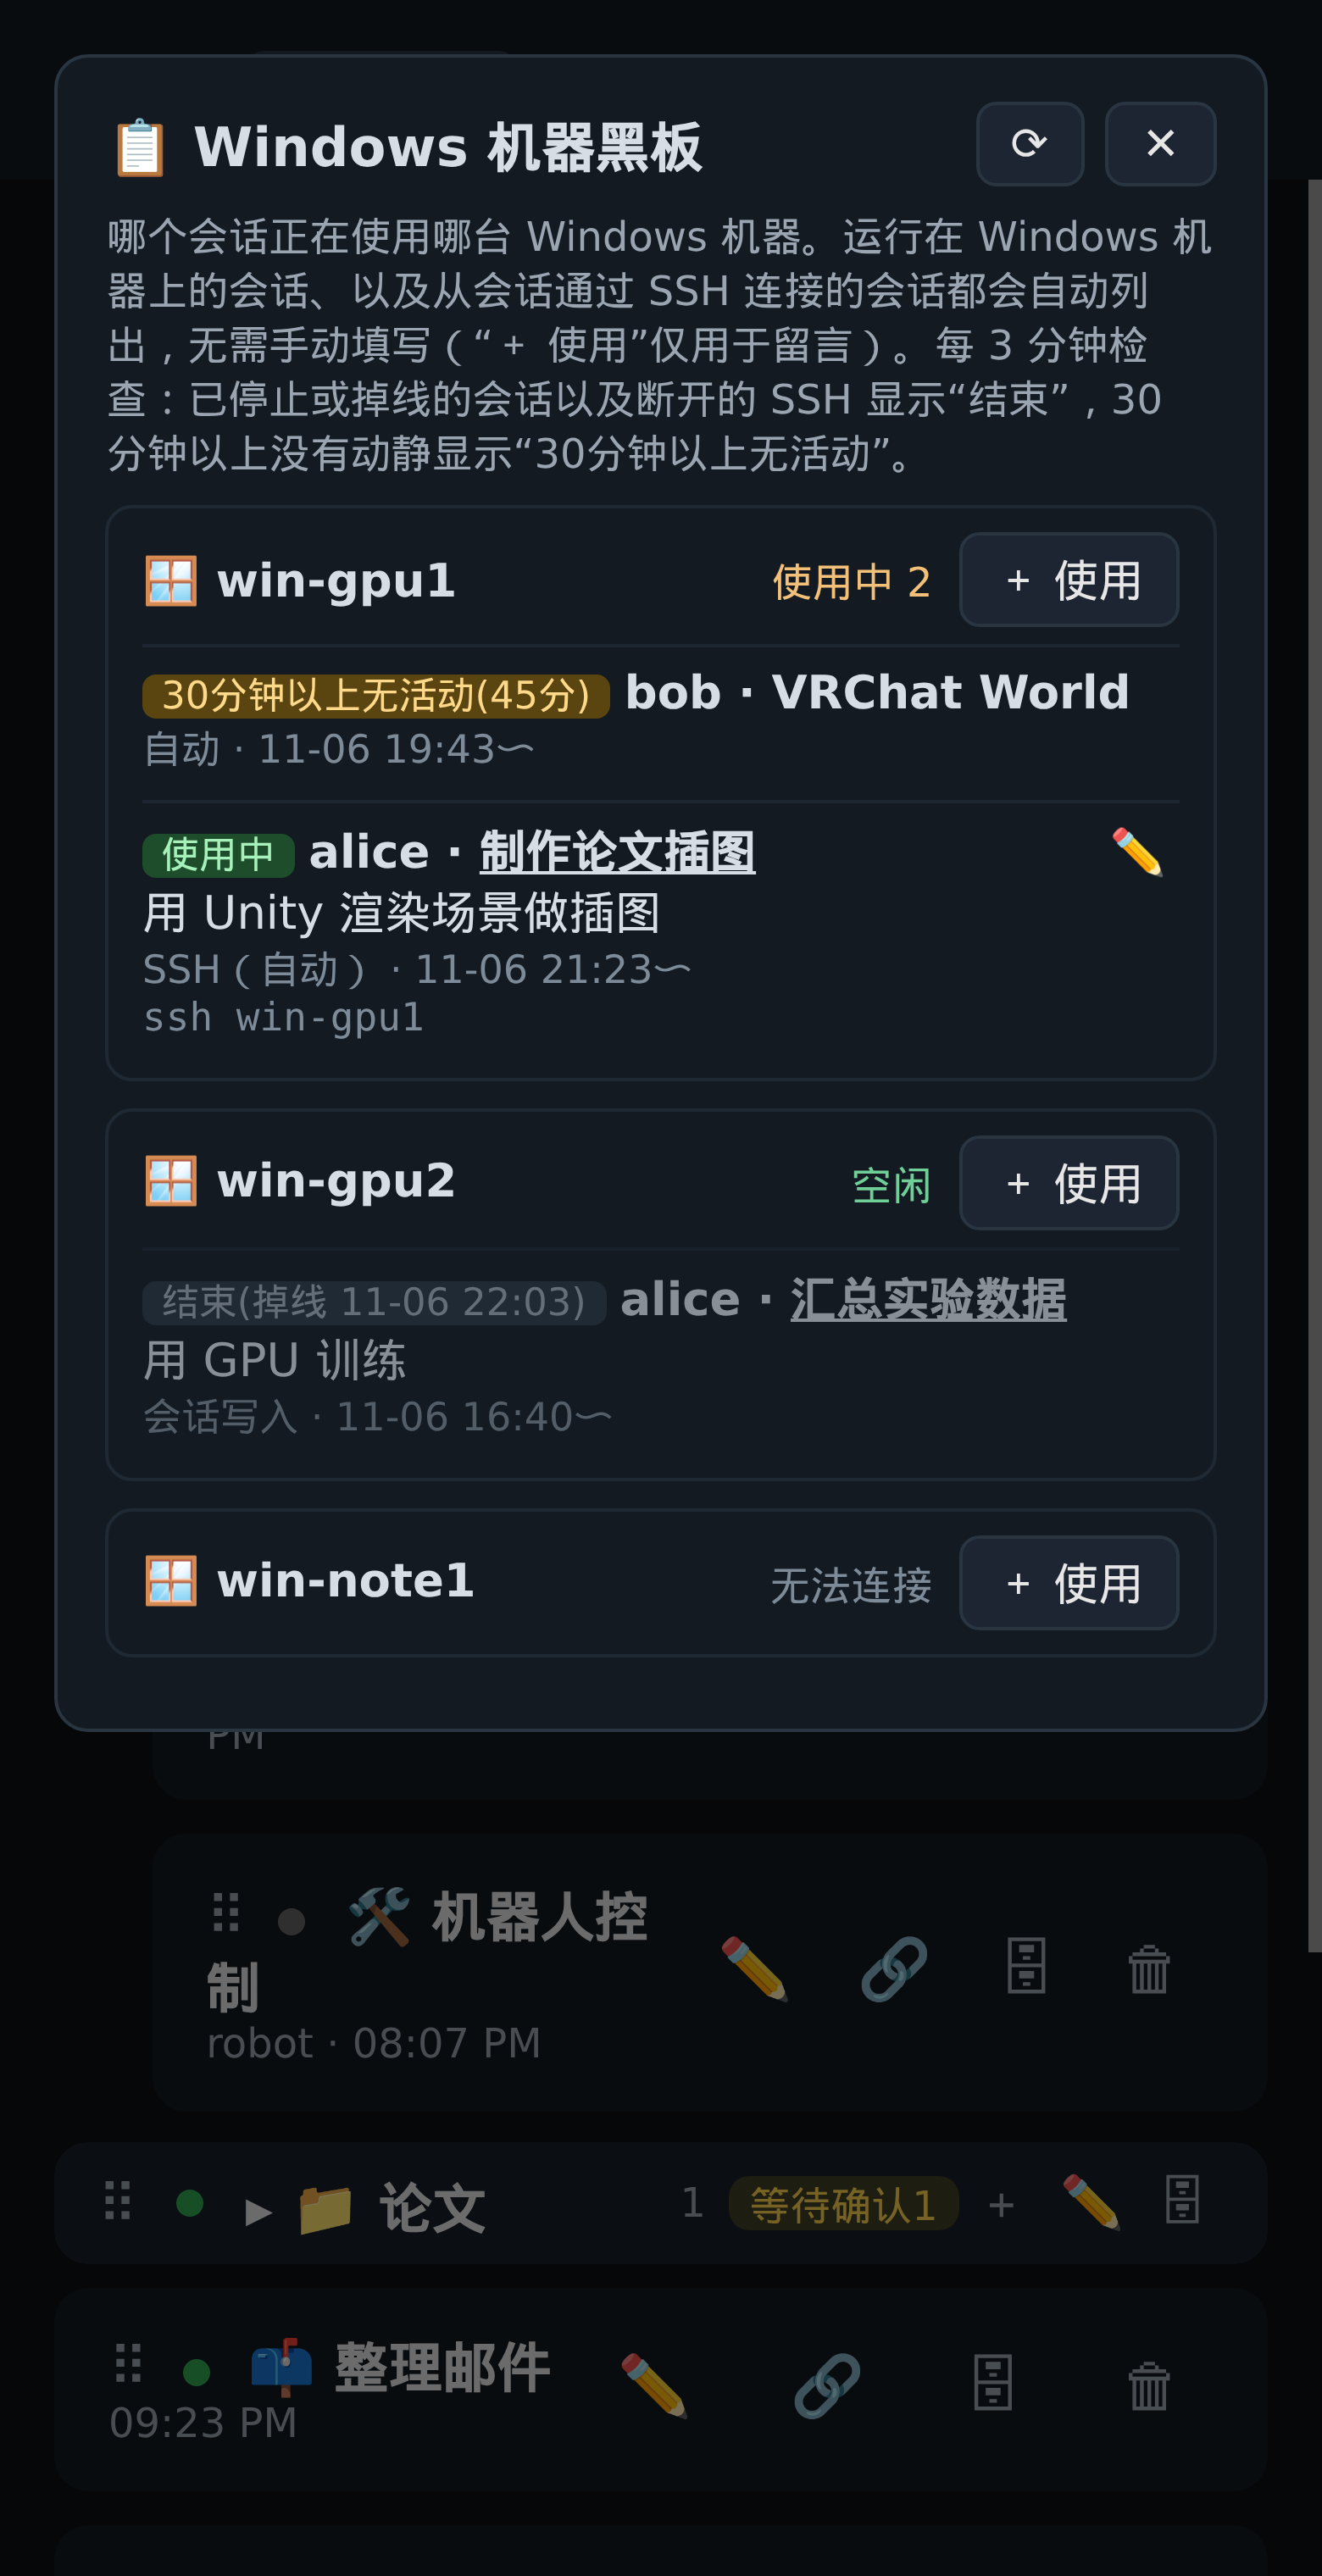 📋 Windows 机器黑板 ⟳ ✕
哪个会话正在使用哪台 Windows 机器。运行在 Windows 机
器上的会话、以及从会话通过 SSH 连接的会话都会自动列
出，无需手动填写（“＋ 使用”仅用于留言）。每 3 分钟检
查：已停止或掉线的会话以及断开的 SSH 显示“结束”，30
分钟以上没有动静显示“30分钟以上无活动”。
🪟 win-gpu1 使用中 2 ＋ 使用
30分钟以上无活动(45分) bob · VRChat World
自动 · 11-06 19:43〜
使用中 alice · 制作论文插图 ✏️
用 Unity 渲染场景做插图
SSH（自动） · 11-06 21:23〜
ssh win-gpu1
🪟 win-gpu2 空闲 ＋ 使用
结束(掉线 11-06 22:03) alice · 汇总实验数据
用 GPU 训练
会话写入 · 11-06 16:40〜
🪟 win-note1 无法连接 ＋ 使用
PM
🛠️ 机器人控
制
robot · 08:07 PM
▸ 📁 论文 1 等待确认1 ＋
📫 整理邮件
09:23 PM